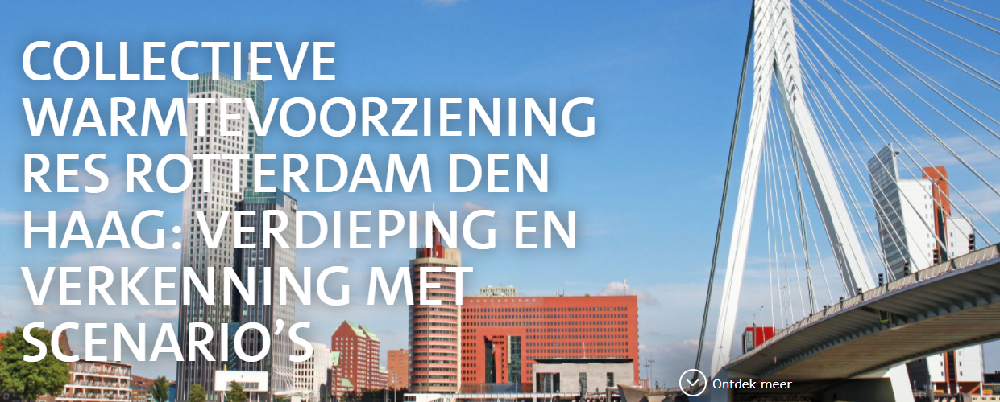 COLLECTIEVE
WARMTEVOORZIENING
RES ROTTERDAM DEN
HAAG: VERDIEPING EN
VERKENNING MET
SCENARIO’S
Ontdek meer